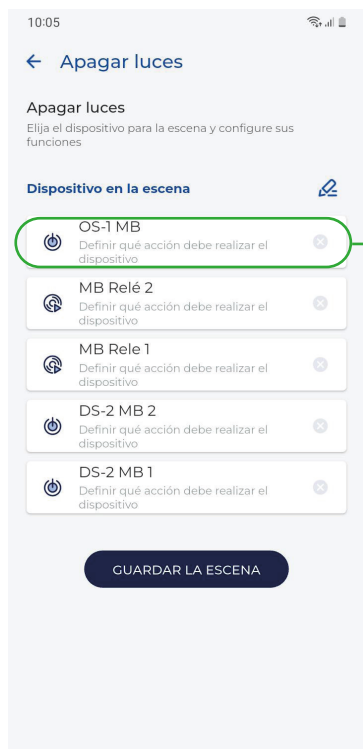 10:05
Apagar luces
Apagar luces
Elija el dispositivo para la escena y configure sus
funciones
Dispositivo en la escena
OS-1 MB
Definir qué acción debe realizar el
dispositivo
MB Relé 2
Definir qué acción debe realizar el
dispositivo
MB Rele 1
Definir qué acción debe realizar el
dispositivo
DS-2 MB 2
Definir qué acción debe realizar el
dispositivo
DS-2 MB 1
Definir qué acción debe realizar el
dispositivo
GUARDAR LA ESCENA